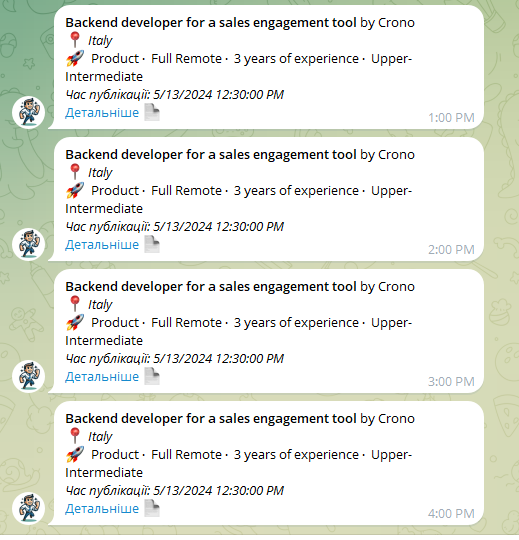 Backend developer for a sales engagement tool by Crono
📍 Italy
🚀 Product · Full Remote · 3 years of experience · Upper-
Intermediate
Час публікації: 5/13/2024 12:30:00 PM
Детальніше
1:00 PM
Backend developer for a sales engagement tool by Crono
📍 Italy
🚀 Product · Full Remote · 3 years of experience · Upper-
Intermediate
Час публікації: 5/13/2024 12:30:00 PM
Детальніше
2:00 PM
Backend developer for a sales engagement tool by Crono
📍 Italy
🚀 Product · Full Remote · 3 years of experience · Upper-
Intermediate
Час публікації: 5/13/2024 12:30:00 PM
Детальніше
3:00 PM
Backend developer for a sales engagement tool by Crono
📍 Italy
🚀 Product · Full Remote · 3 years of experience · Upper-
Intermediate
Час публікації: 5/13/2024 12:30:00 PM
Детальніше
4:00 PM